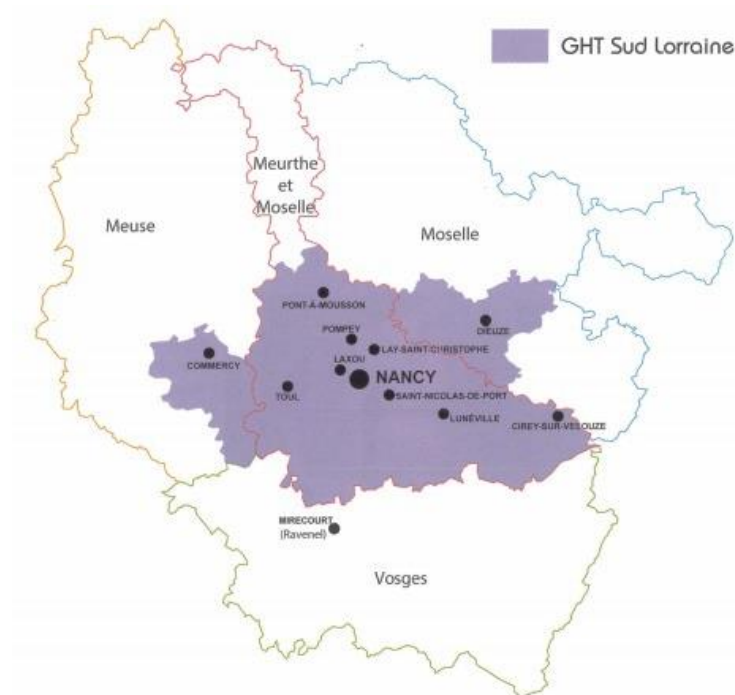 GHT Sud Lorraine
Meurthe
et
Moselle
Meuse
Moselle
PONT-À-MOUSSON
DIEUZE
POMPEY
LAY-SAINT-CHRISTOPHE
COMMERCY
LAXOU
NANCY
TOUL
SAINT-NICOLAS-DE-PORT
LUNÉVILLE
CIREY-SUR-VELOUZE
MIRECOURT
(Ravenel)
Vosges